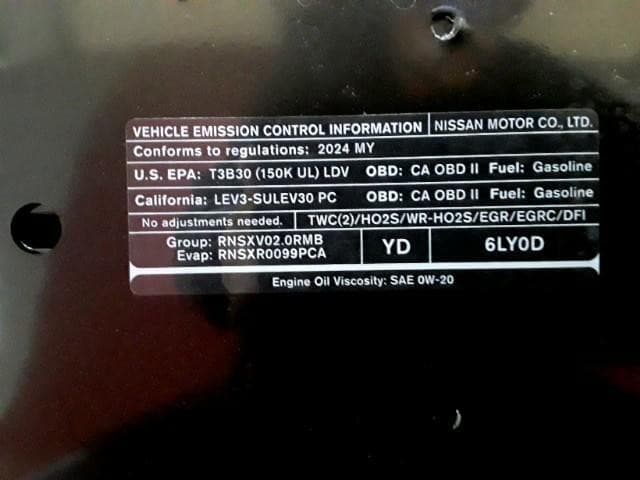 VEHICLE EMISSION CONTROL INFORMATION NISSAN MOTOR CO., LTD.
Conforms to regulations: 2024 MY
U.S. EPA: T3B30 (150K UL) LDV OBD: CA OBD II Fuel: Gasoline
California: LEV3-SULEV30 PC OBD: CA OBD II Fuel: Gasoline
No adjustments needed. TWC(2)/HO2S/WR-HO2S/EGR/EGRC/DFI
Group: RNSXV02.0RMB
Evap: RNSXR0099PCA
YD
6LY0D
Engine Oil Viscosity: SAE 0W-20